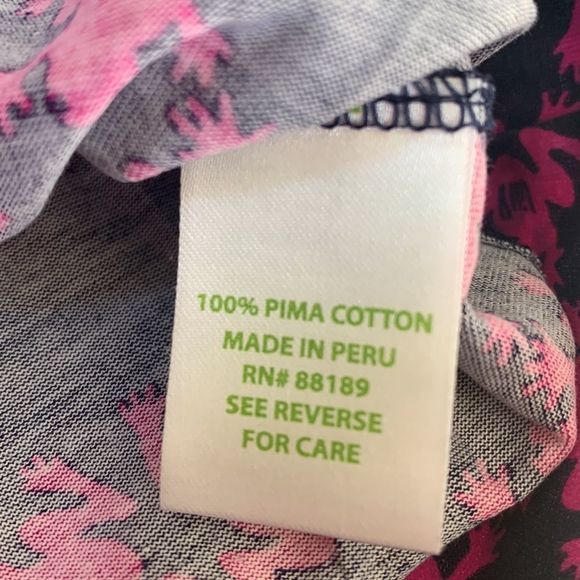 100% PIMA COTTON
MADE IN PERU
RN# 88189
SEE REVERSE
FOR CARE